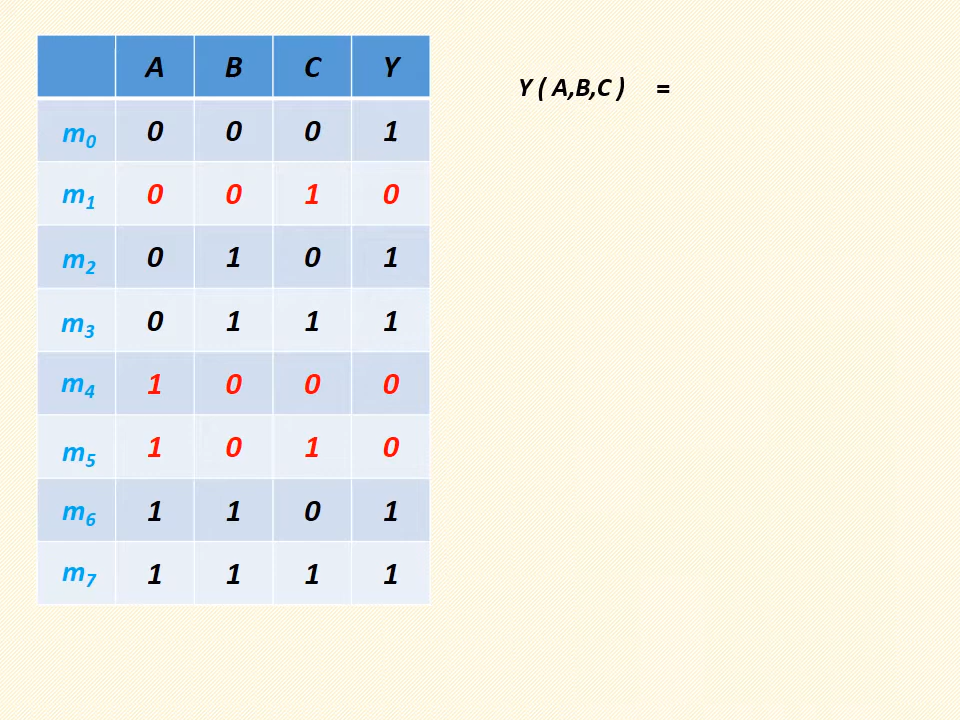 A B C Y
m0 0 0 0 1
m1 0 0 1 0
m2 0 1 0 1
m3 0 1 1 1
m4 1 0 0 0
m5 1 0 1 0
m6 1 1 0 1
m7 1 1 1 1
Y ( A,B,C ) =